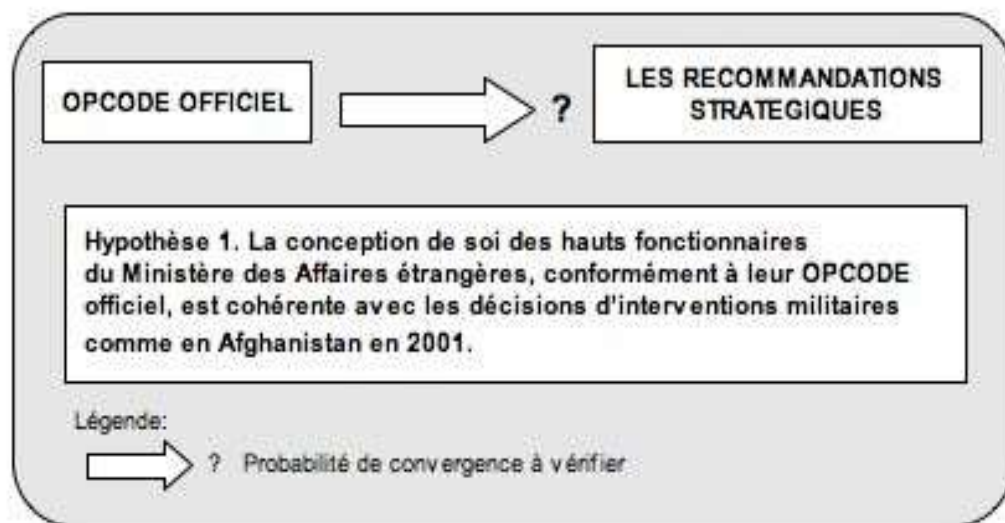 OPCODE OFFICIEL
?
LES RECOMMANDATIONS
STRATEGIQUES
Hypothèse 1. La conception de soi des hauts fonctionnaires
du Ministère des Affaires étrangères, conformément à leur OPCODE
officiel, est cohérente avec les décisions d'interventions militaires
comme en Afghanistan en 2001.
Légende:
? Probabilité de convergence à vérifier